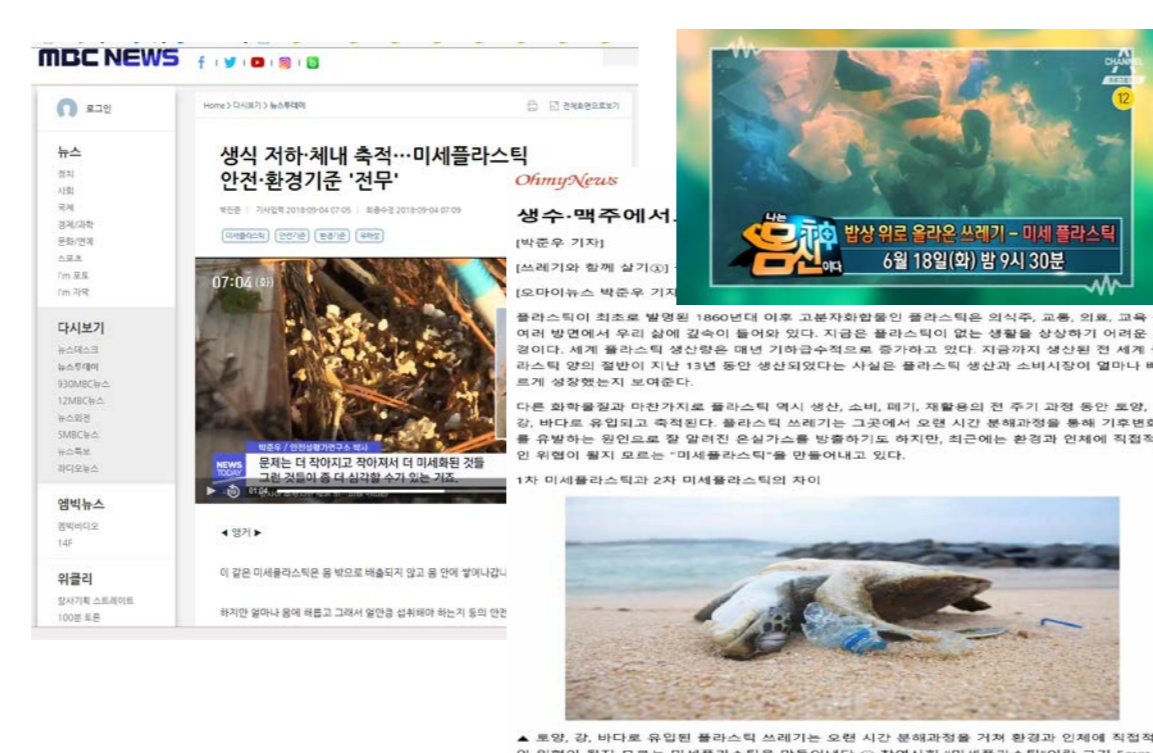 MBC NEWS
로그인
Home > 다시보기 > 뉴스투데이
전체화면으로보기
뉴스
정치
사회
국제
경제/과학
문화/연예
스포츠
I'm 포토
I'm 자막
다시보기
뉴스데스크
뉴스투데이
930MBC뉴스
12MBC뉴스
뉴스외전
5MBC뉴스
뉴스특보
라디오뉴스
엠빅뉴스
엠빅비디오
14F
위클리
탐사기획 스트레이트
100분 토론
생식 저하·체내 축적…미세플라스틱
안전·환경기준 '전무'
기사입력 2018-09-04 07:05 | 최종수정 2018-09-04 07:09
미세플라스틱 안전기준 환경기준 유해성
07:04 (화)
박준우 / 안전성평가연구소 박사
NEWS TODAY
문제는 더 작아지고 작아져서 더 미세화된 것들
그런 것들이 좀 더 심각할 수가 있는 거죠.
01:04
◀ 앵커 ▶
이 같은 미세플라스틱은 몸 밖으로 배출되지 않고 몸 안에 쌓여나갑니
하지만 얼마나 몸에 해롭고 그래서 얼만큼 섭취해야 하는지 등의 안전
CHANNEL
12
나는
몸신
이다
밥상 위로 올라온 쓰레기 - 미세 플라스틱
6월 18일(화) 밤 9시 30분
OhmyNews
생수·맥주에서
[박준우 기자]
[쓰레기와 함께 살기①]
[오마이뉴스 박준우 기자
플라스틱이 최초로 발명된 1860년대 이후 고분자화합물인 플라스틱은 의식주, 교통, 의료, 교육
여러 방면에서 우리 삶에 깊숙이 들어와 있다. 지금은 플라스틱이 없는 생활을 상상하기 어려운
경이다. 세계 플라스틱 생산량은 매년 기하급수적으로 증가하고 있다. 지금까지 생산된 전 세계
라스틱 양의 절반이 지난 13년 동안 생산되었다는 사실은 플라스틱 생산과 소비시장이 얼마나
르게 성장했는지 보여준다.
다른 화학물질과 마찬가지로 플라스틱 역시 생산, 소비, 폐기, 재활용의 전 주기 과정 동안 토양,
강, 바다로 유입되고 축적된다. 플라스틱 쓰레기는 그곳에서 오랜 시간 분해과정을 통해 기후변화
를 유발하는 원인으로 잘 알려진 온실가스를 방출하기도 하지만, 최근에는 환경과 인체에 직접적
인 위협이 될지 모르는 "미세플라스틱"을 만들어내고 있다.
1차 미세플라스틱과 2차 미세플라스틱의 차이
▲ 토양, 강, 바다로 유입된 플라스틱 쓰레기는 오랜 시간 분해과정을 거쳐 환경과 인체에 직접적